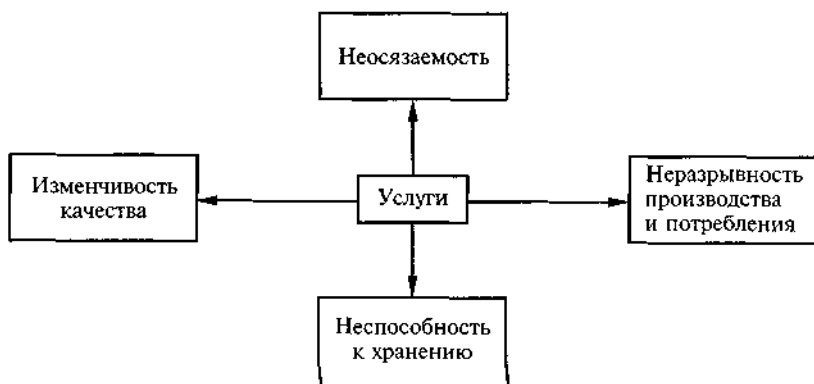 Неосязаемость
Изменчивость
качества
Услуги
Неразрывность
производства
и потребления
Неспособность
к хранению